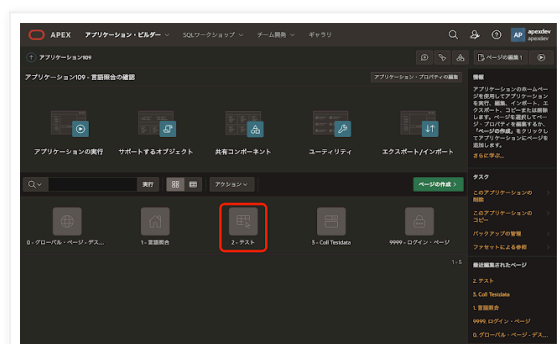 APEX アプリケーション・ビルダー SQLワークショップ チーム開発 ギャラリ AP apexdev
apexdev
アプリケーション109 ページの編集 1
アプリケーション109 - 言語照合の確認 アプリケーション・プロパティの編集
アプリケーションの実行 サポートするオブジェクト 共有コンポーネント ユーティリティ エクスポート/インポート
実行 アクション ページの作成
0 - グローバル・ページ - デス... 1 - 言語照合 2 - テスト 3 - Coll Testdata 9999 - ログイン・ページ
1 - 5
情報
アプリケーションのホームペー
ジを使用してアプリケーション
を実行、編集、インポート、エ
クスポート、コピーまたは削除
します。ページを選択してペー
ジ・プロパティを編集するか、
「ページの作成」をクリックし
てアプリケーションにページを
追加します。
さらに学ぶ...
タスク
このアプリケーションの
削除
このアプリケーションの
コピー
バックアップの管理
ファセットによる参照
最近編集されたページ
2. テスト
3. Coll Testdata
1. 言語照合
9999. ログイン・ページ
0. グローバル・ページ - デス...